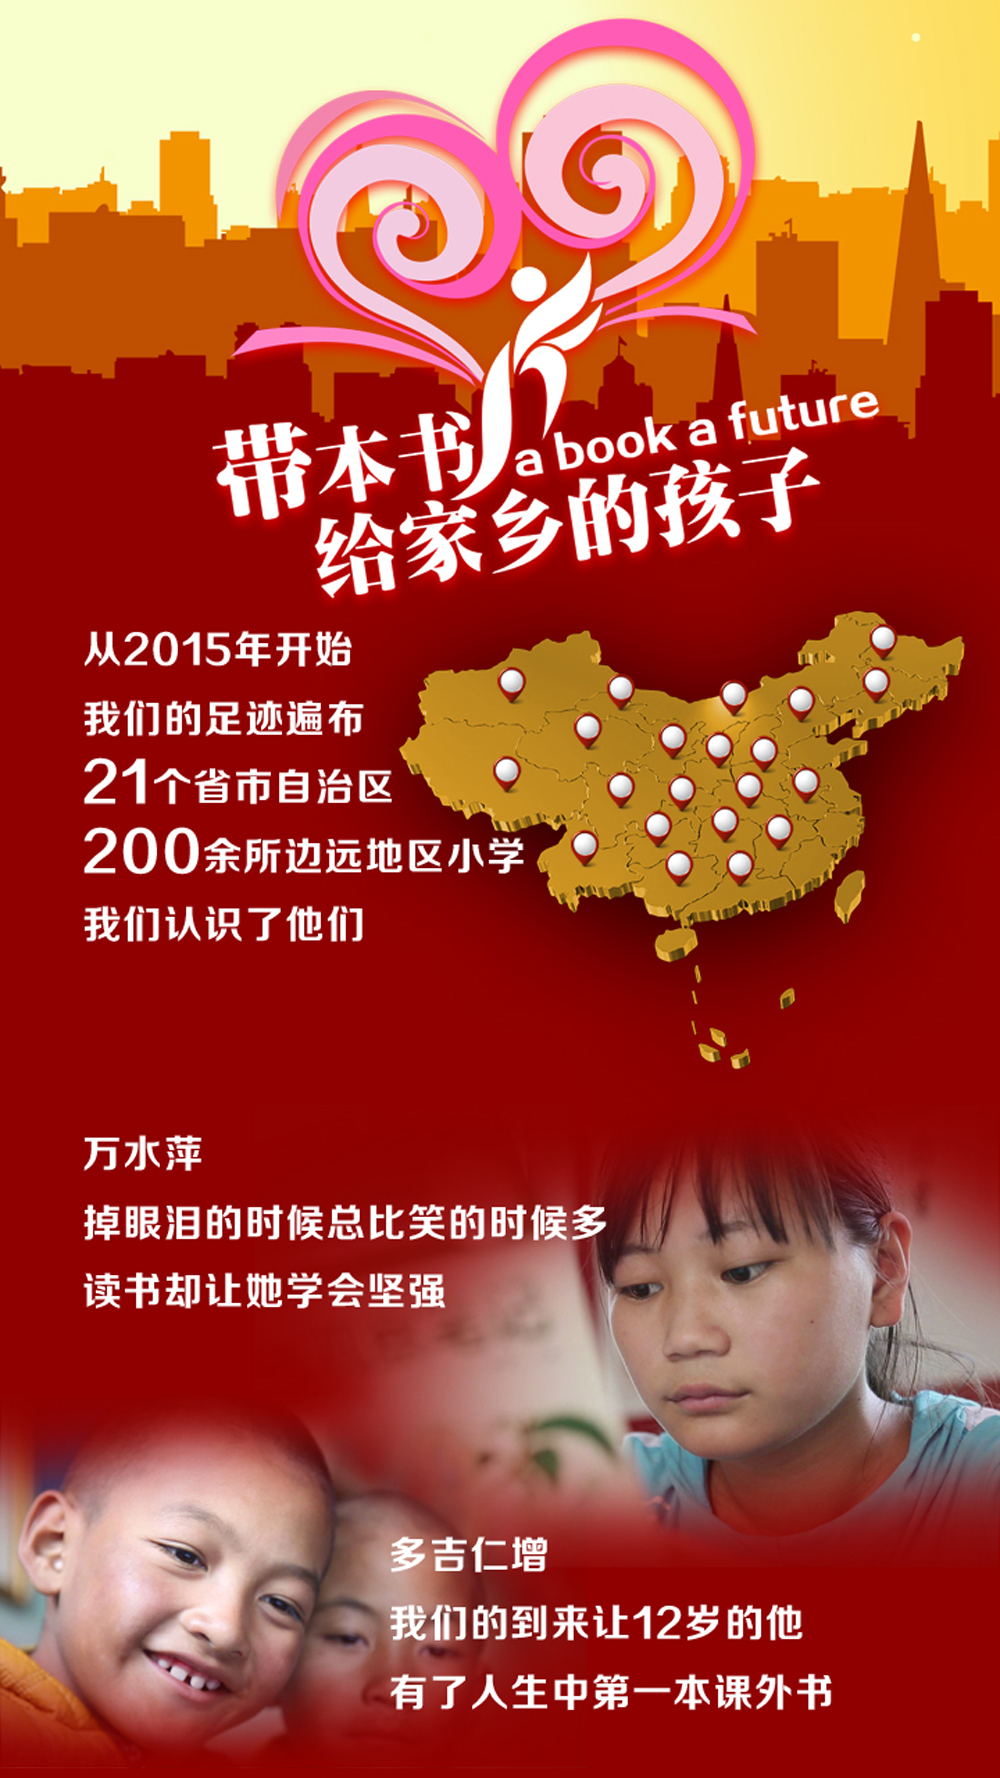 带本书
a book a future
给家乡的孩子
从2015年开始
我们的足迹遍布
21个省市自治区
200余所边远地区小学
我们认识了他们
万水萍
掉眼泪的时候总比笑的时候多
读书却让她学会坚强
多吉仁增
我们的到来让12岁的他
有了人生中第一本课外书